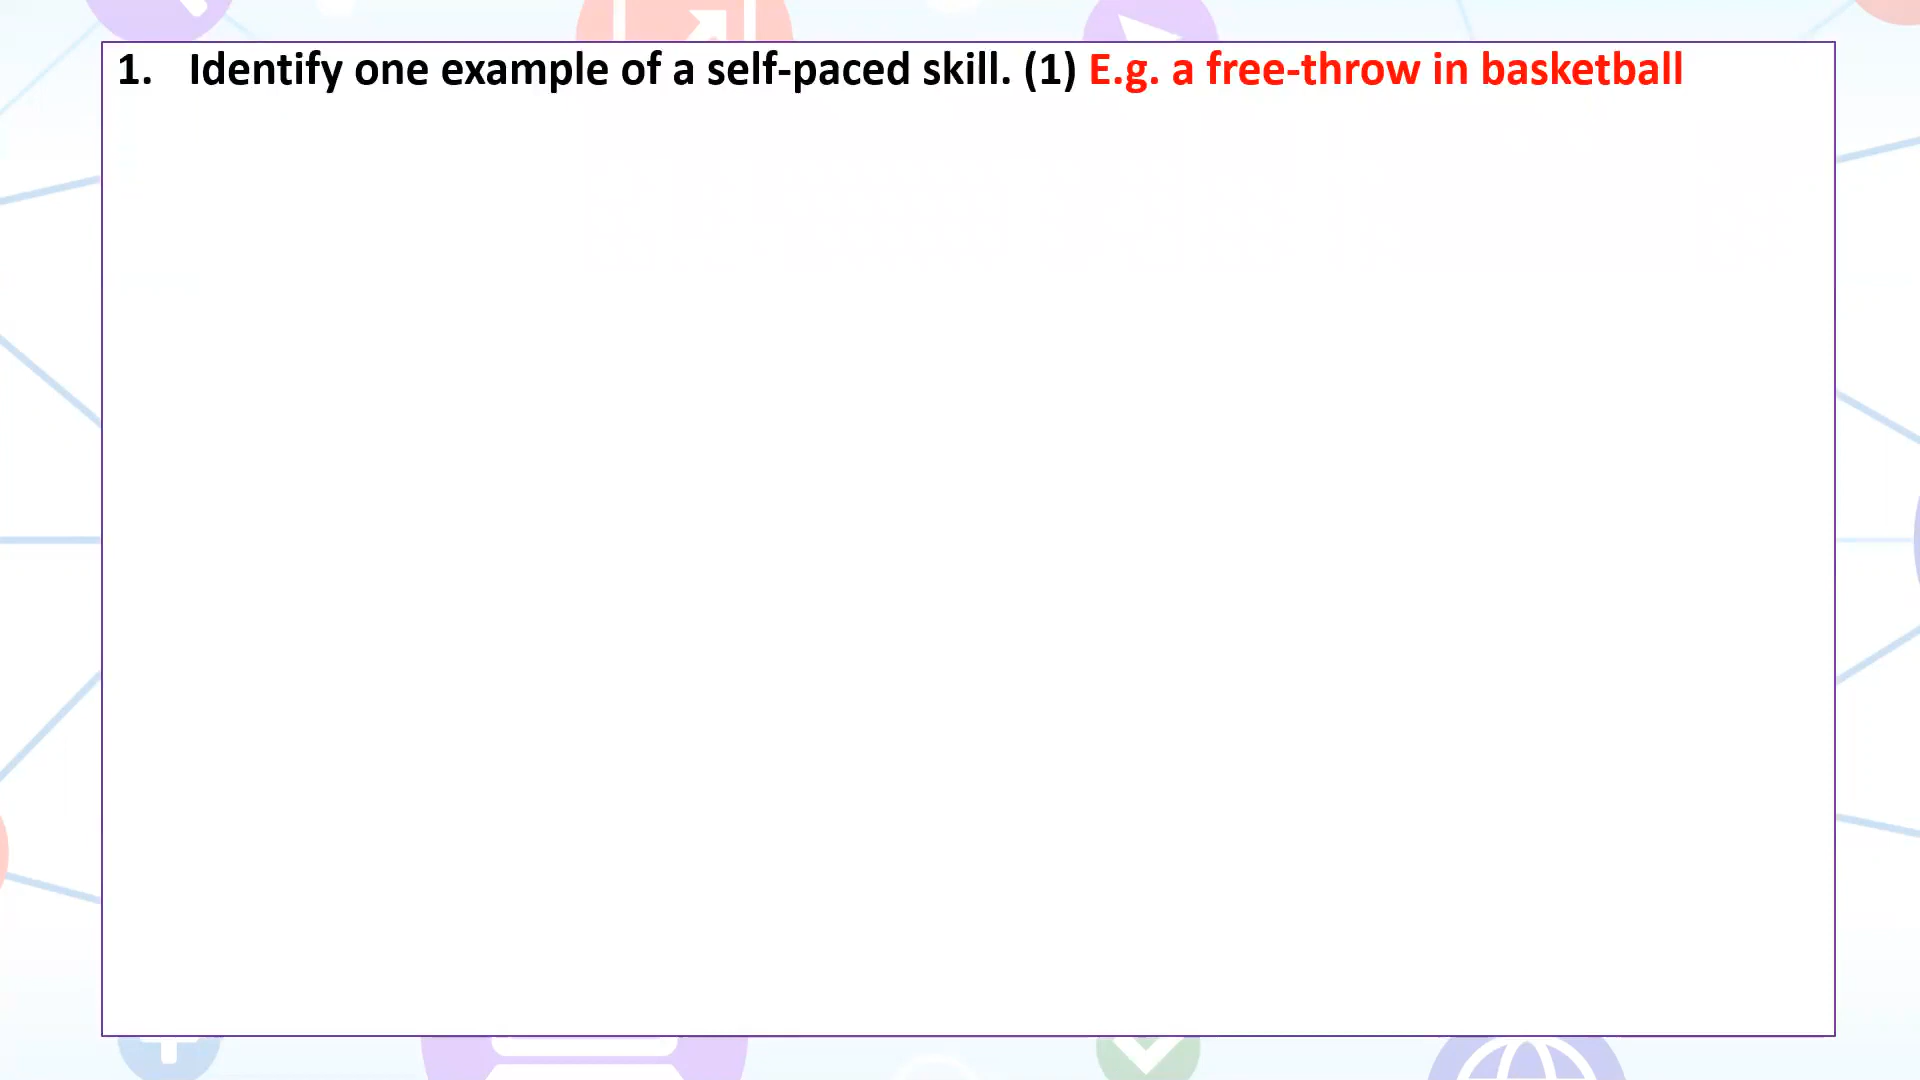 1. Identify one example of a self-paced skill. (1) E.g. a free-throw in basketball